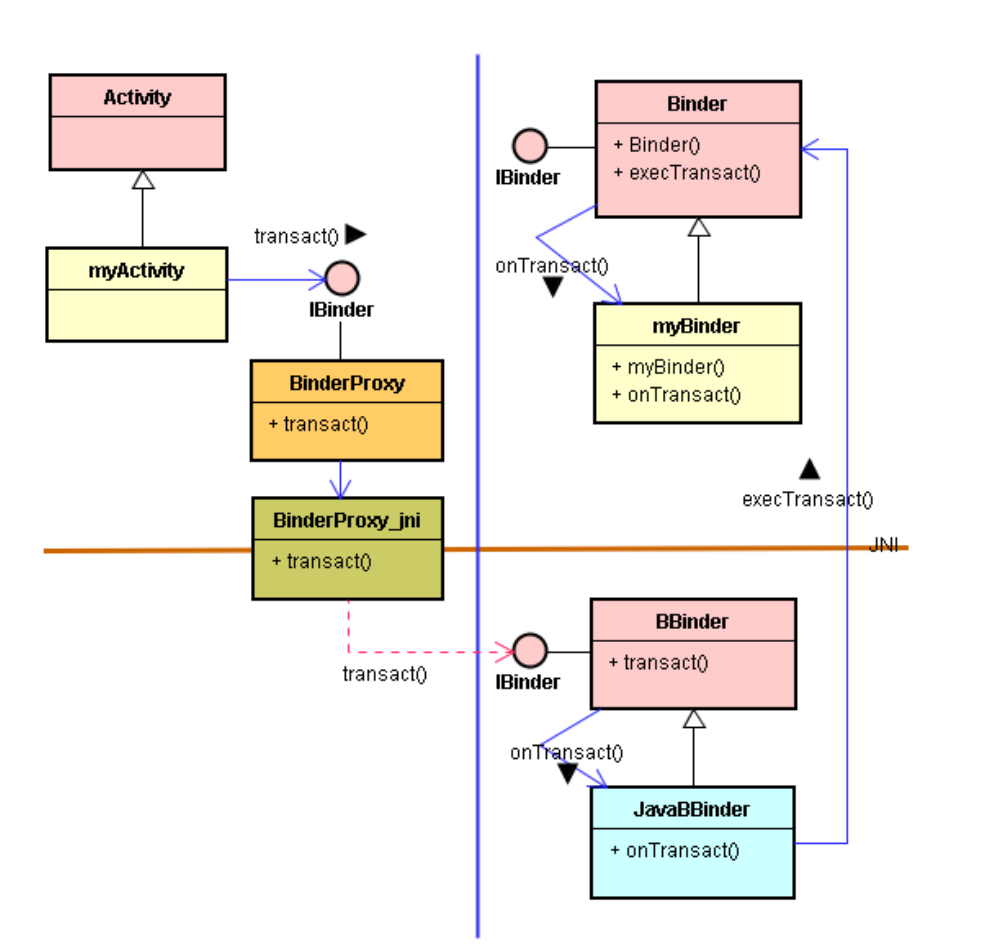 Activity
myActivity
transact()
IBinder
BinderProxy
+ transact()
BinderProxy_jni
+ transact()
transact()
Binder
+ Binder()
+ execTransact()
IBinder
onTransact()
myBinder
+ myBinder()
+ onTransact()
execTransact()
JNI
BBinder
+ transact()
IBinder
onTransact()
JavaBBinder
+ onTransact()